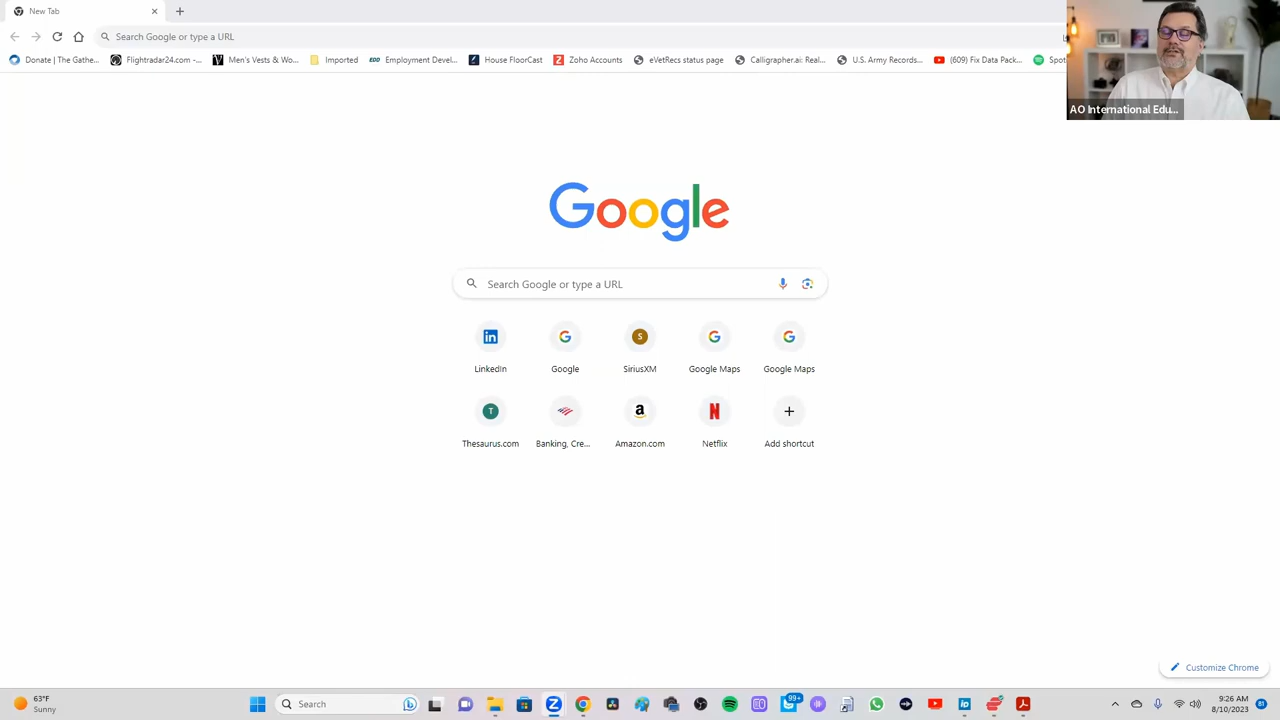 New Tab
Search Google or type a URL
Donate | The Gathe...
Flightradar24.com -...
Men's Vests & Wo...
Imported
EDD Employment Devel...
House FloorCast
Zoho Accounts
eVetRecs status page
Calligrapher.ai: Real...
U.S. Army Records...
(609) Fix Data Pack...
Spot
AO International Edu...
Google
Search Google or type a URL
LinkedIn
Google
S
SiriusXM
Google Maps
Google Maps
T
Thesaurus.com
Banking, Cre...
Amazon.com
Netflix
Add shortcut
Customize Chrome
63°F
Sunny
Search
99+
9:26 AM
8/10/2023